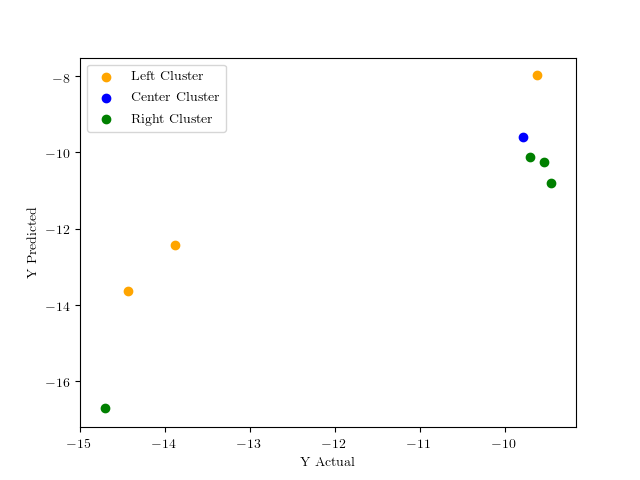 Left Cluster
Center Cluster
Right Cluster
−8
−10
−12
−14
−16
Y Predicted
−15
−14
−13
−12
−11
−10
Y Actual